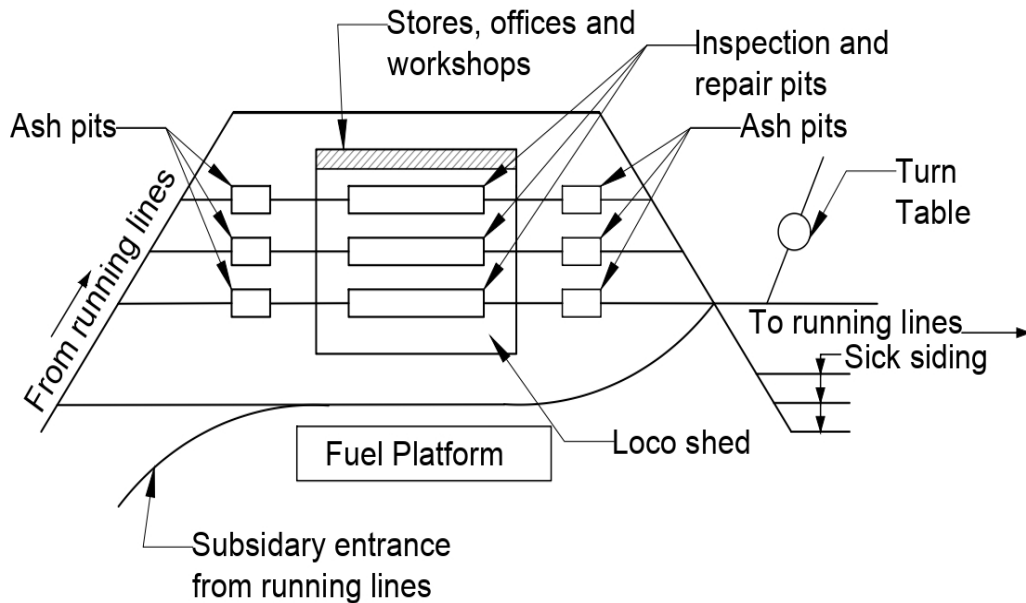 Stores, offices and
workshops
Inspection and
repair pits
Ash pits
Ash pits
Turn
Table
From running lines
To running lines
Sick siding
Loco shed
Fuel Platform
Subsidary entrance
from running lines